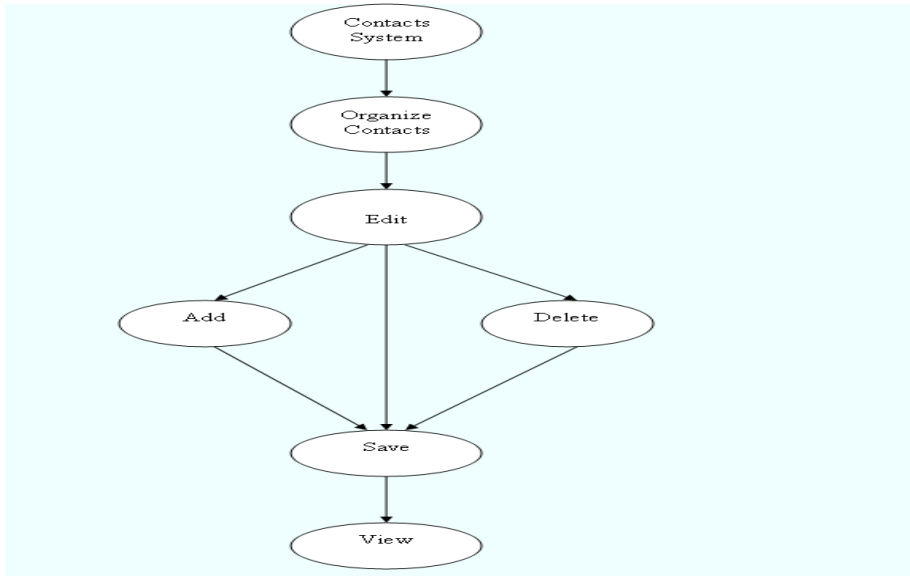 Contacts
System
Organize
Contacts
Edit
Add
Delete
Save
View